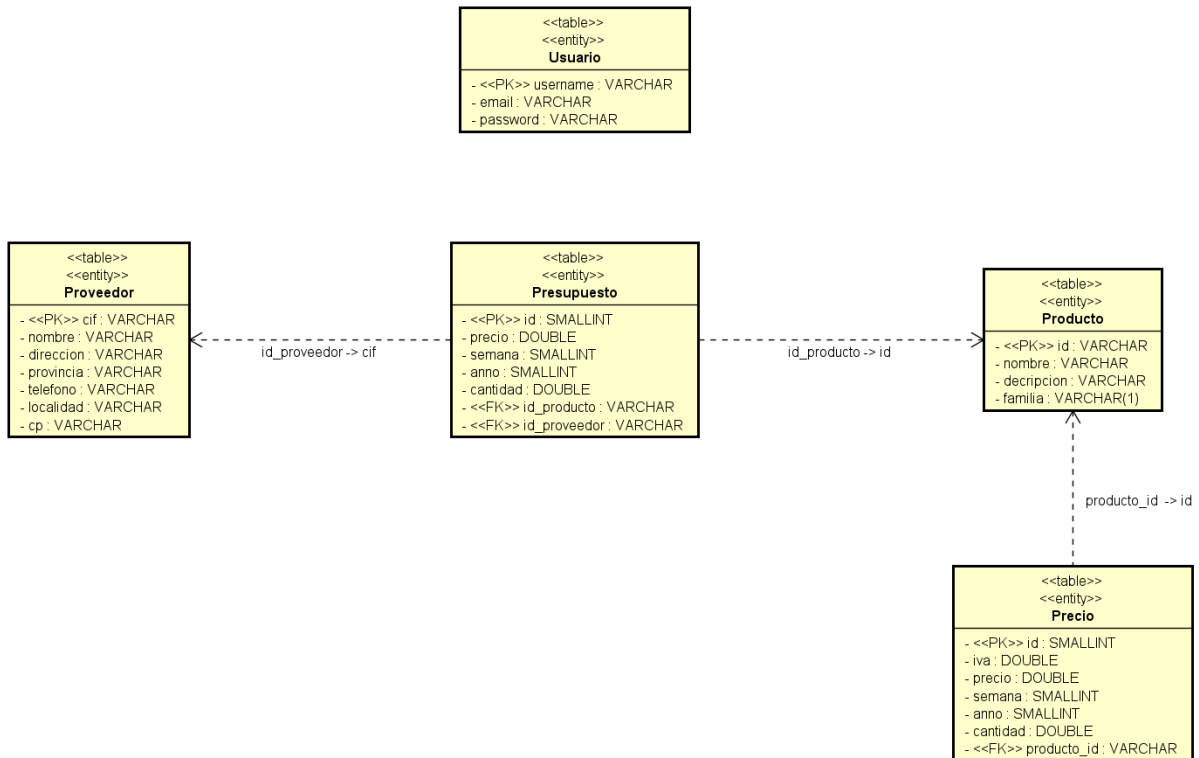 <<table>>
<<entity>>
Usuario
- <<PK>> username : VARCHAR
- email : VARCHAR
- password : VARCHAR
<<table>>
<<entity>>
Proveedor
- <<PK>> cif : VARCHAR
- nombre : VARCHAR
- direccion : VARCHAR
- provincia : VARCHAR
- telefono : VARCHAR
- localidad : VARCHAR
- cp : VARCHAR
id_proveedor -> cif
<<table>>
<<entity>>
Presupuesto
- <<PK>> id : SMALLINT
- precio : DOUBLE
- semana : SMALLINT
- anno : SMALLINT
- cantidad : DOUBLE
- <<FK>> id_producto : VARCHAR
- <<FK>> id_proveedor : VARCHAR
id_producto -> id
<<table>>
<<entity>>
Producto
- <<PK>> id : VARCHAR
- nombre : VARCHAR
- decripcion : VARCHAR
- familia : VARCHAR(1)
producto_id -> id
<<table>>
<<entity>>
Precio
- <<PK>> id : SMALLINT
- iva : DOUBLE
- precio : DOUBLE
- semana : SMALLINT
- anno : SMALLINT
- cantidad : DOUBLE
- <<FK>> producto_id : VARCHAR